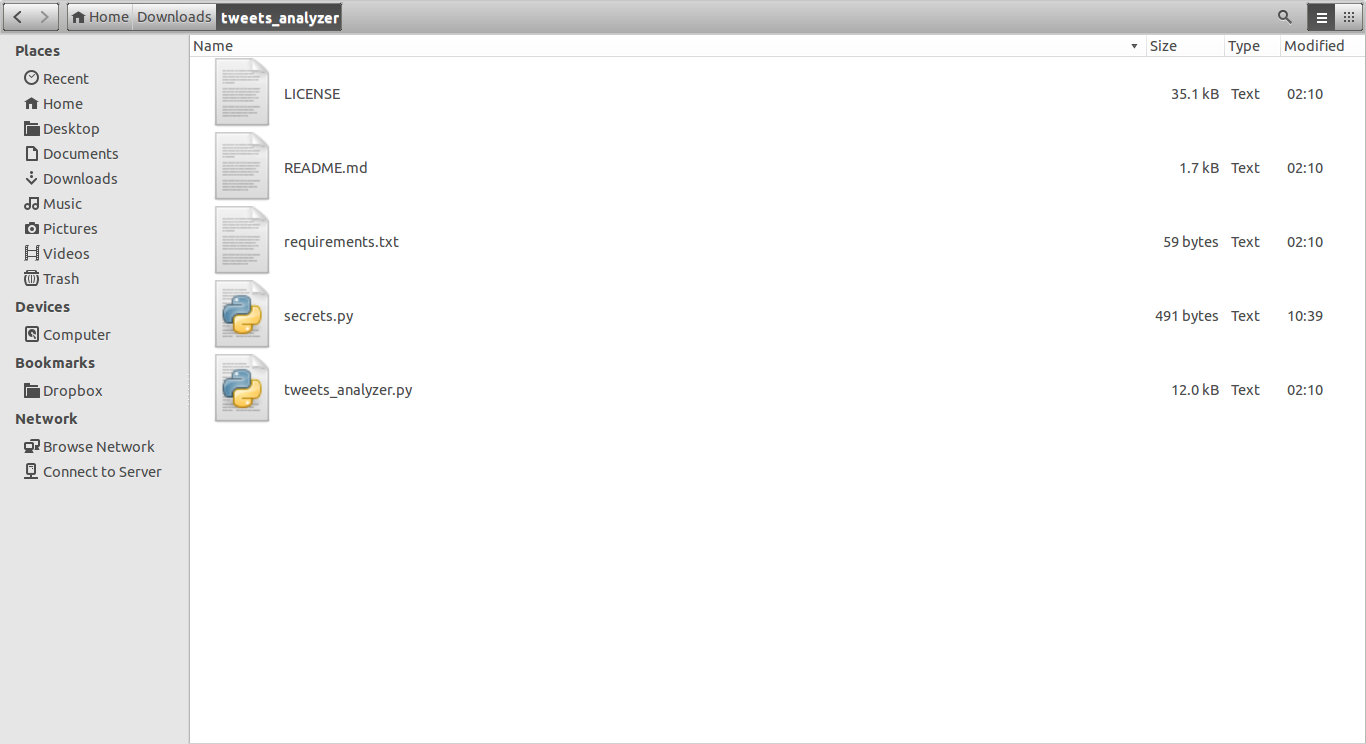 Home Downloads tweets_analyzer
Places
Recent
Home
Desktop
Documents
Downloads
Music
Pictures
Videos
Trash
Devices
Computer
Bookmarks
Dropbox
Network
Browse Network
Connect to Server
Name Size Type Modified
LICENSE 35.1 kB Text 02:10
README.md 1.7 kB Text 02:10
requirements.txt 59 bytes Text 02:10
secrets.py 491 bytes Text 10:39
tweets_analyzer.py 12.0 kB Text 02:10